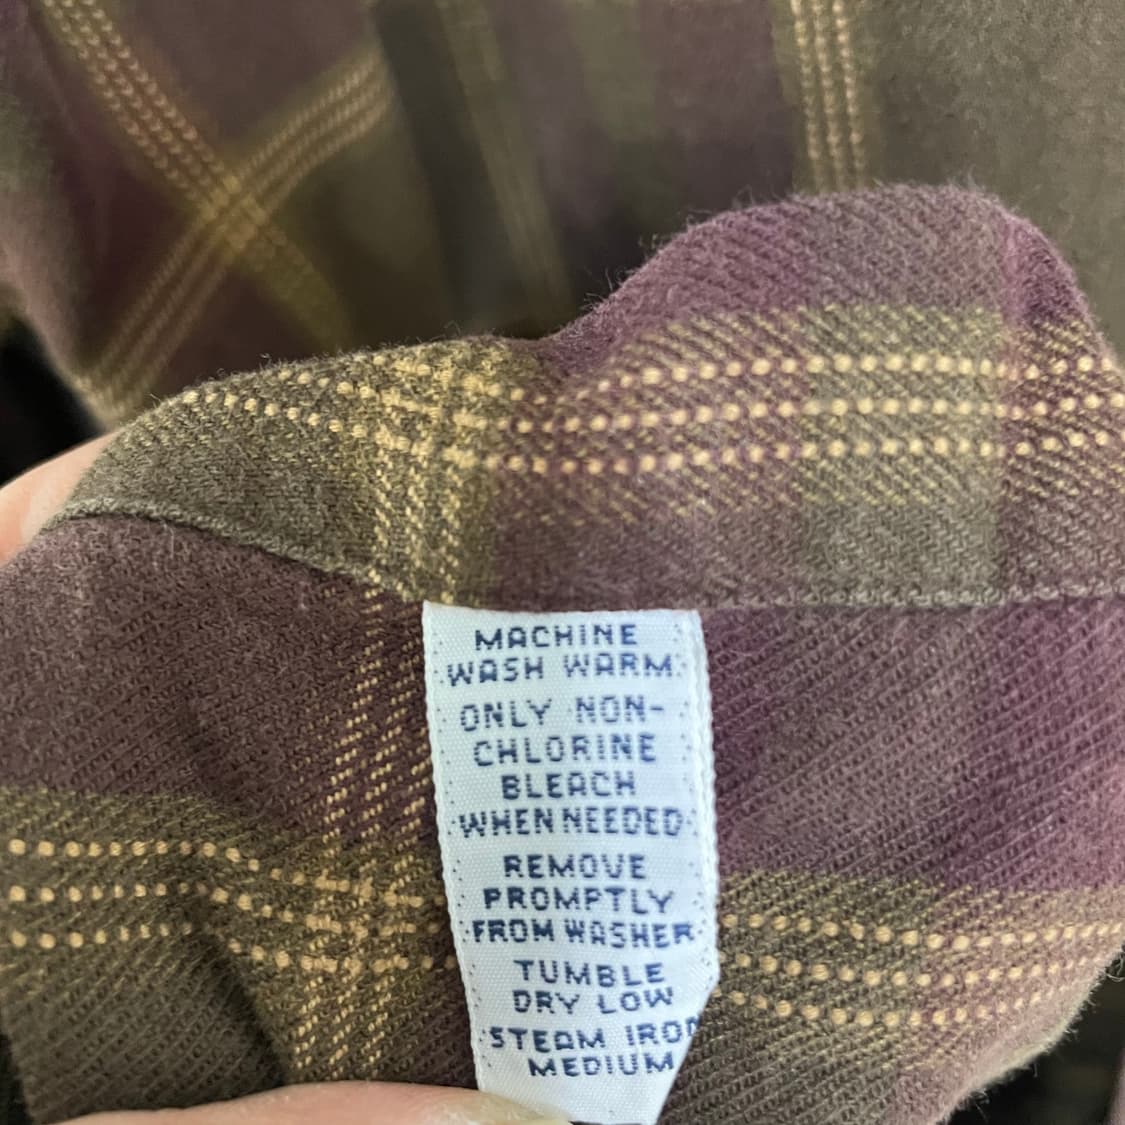 MACHINE
WASH WARM
ONLY NON-
CHLORINE
BLEACH
WHEN NEEDED
REMOVE
PROMPTLY
FROM WASHER
TUMBLE
DRY LOW
STEAM IRON
MEDIUM